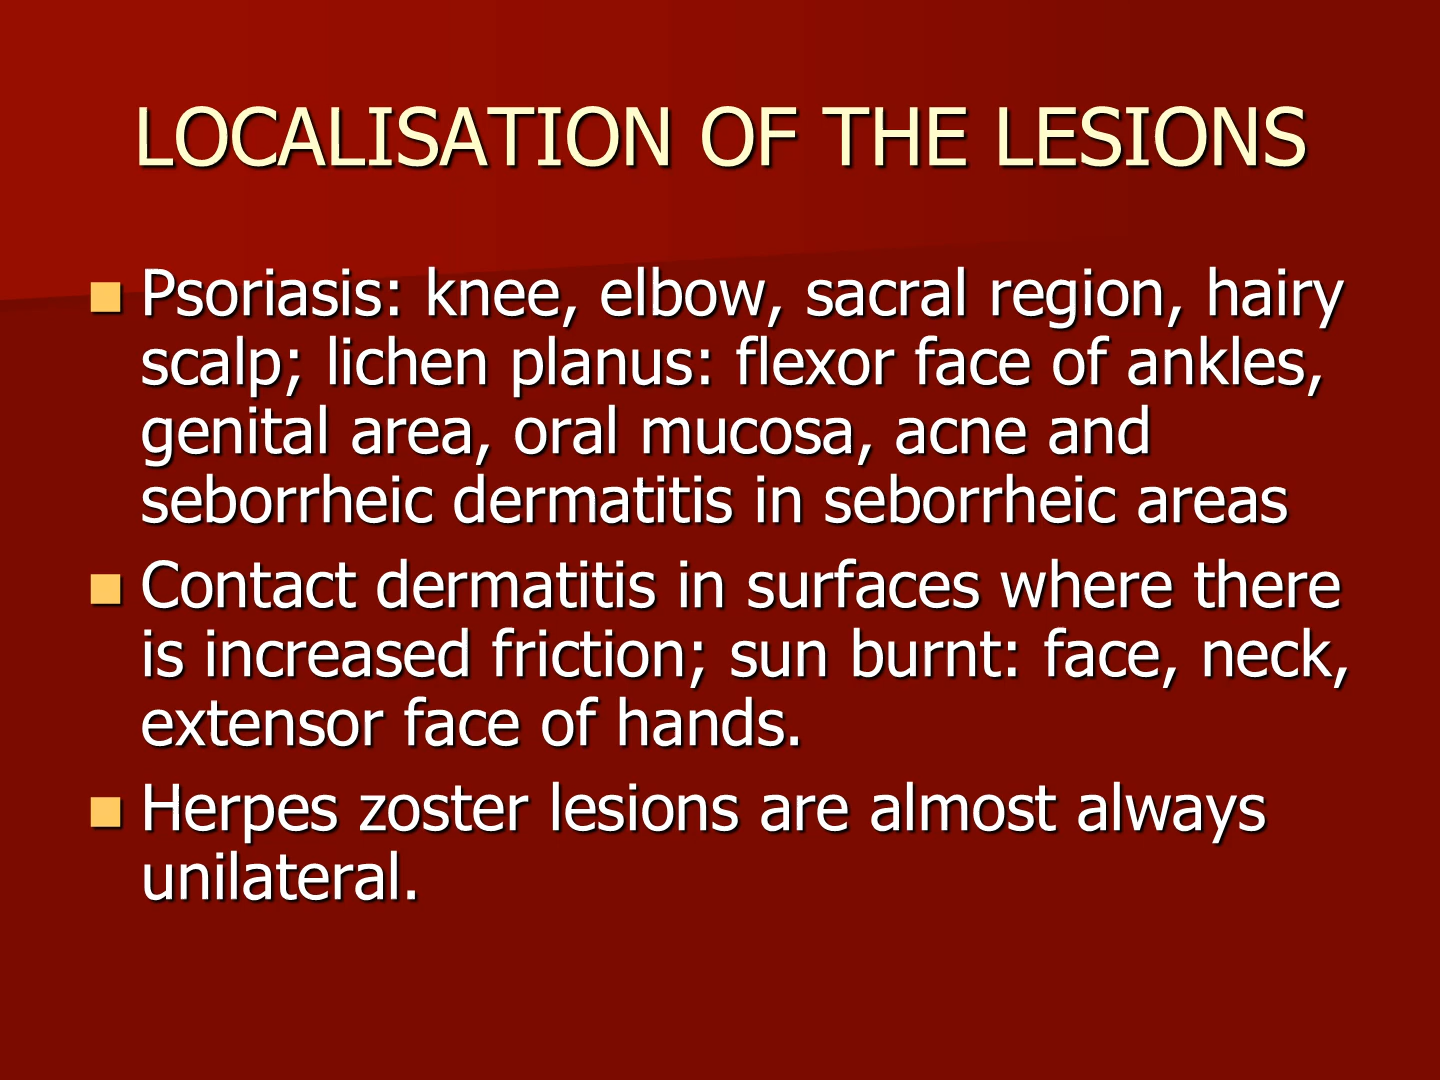 LOCALISATION OF THE LESIONS
Psoriasis: knee, elbow, sacral region, hairy
scalp; lichen planus: flexor face of ankles,
genital area, oral mucosa, acne and
seborrheic dermatitis in seborrheic areas
Contact dermatitis in surfaces where there
is increased friction; sun burnt: face, neck,
extensor face of hands.
Herpes zoster lesions are almost always
unilateral.